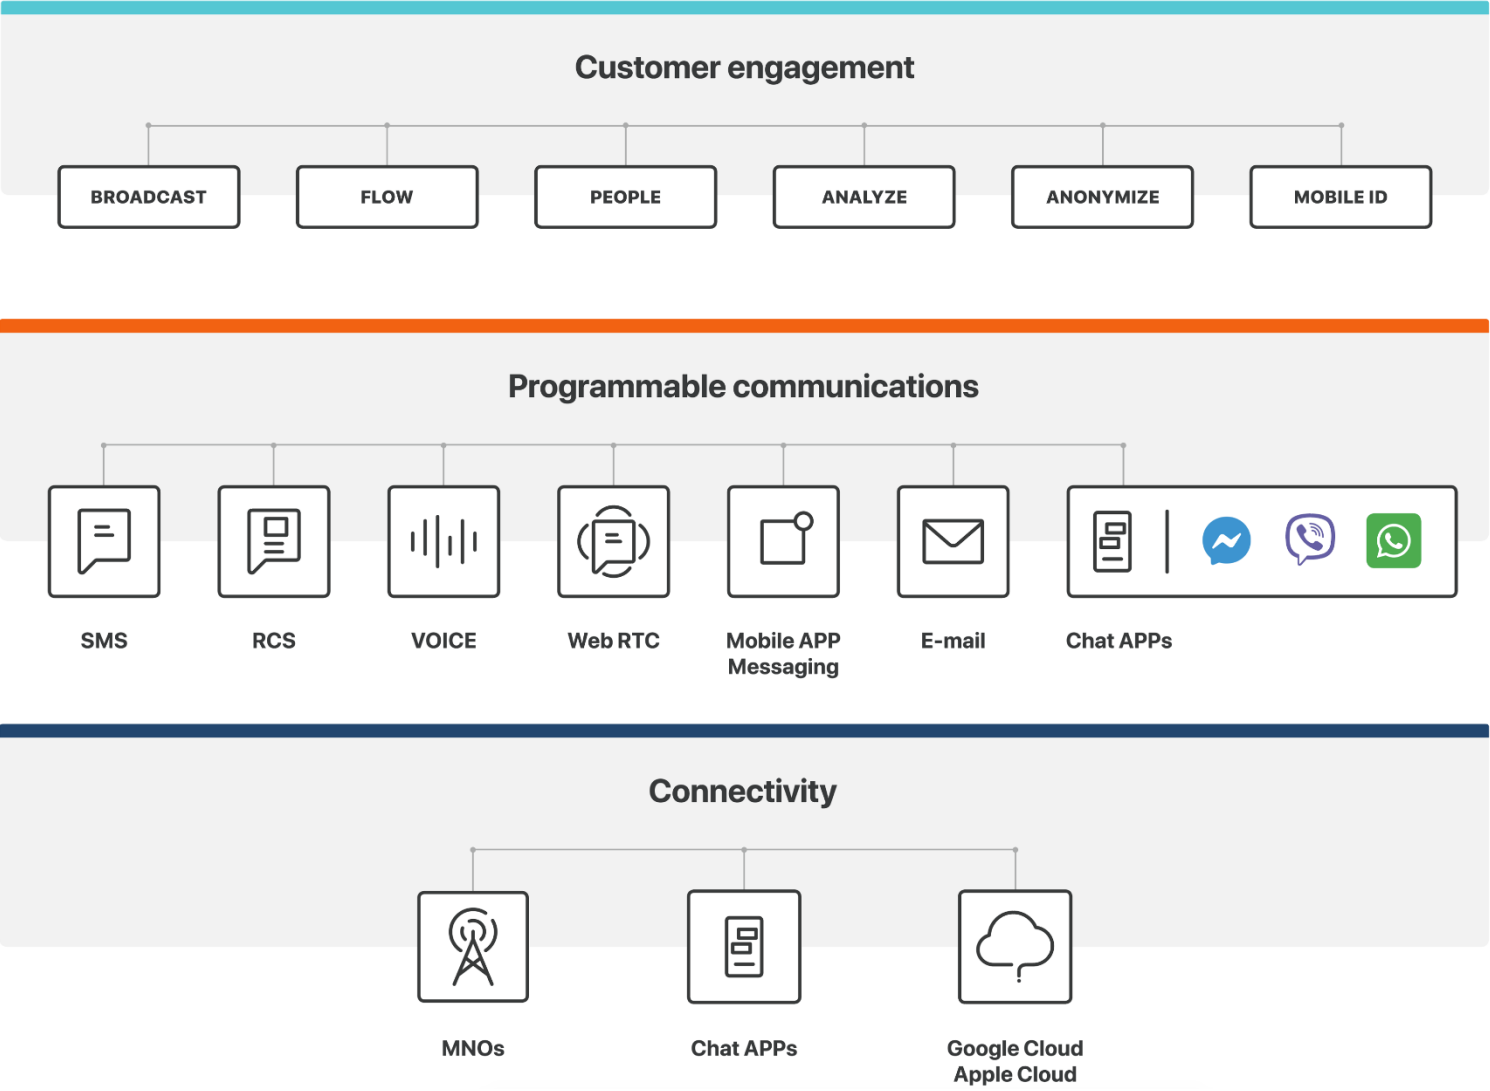 Customer engagement
BROADCAST
FLOW
PEOPLE
ANALYZE
ANONYMIZE
MOBILE ID
Programmable communications
SMS
RCS
VOICE
Web RTC
Mobile APP
Messaging
E-mail
Chat APPs
Connectivity
MNOs
Chat APPs
Google Cloud
Apple Cloud